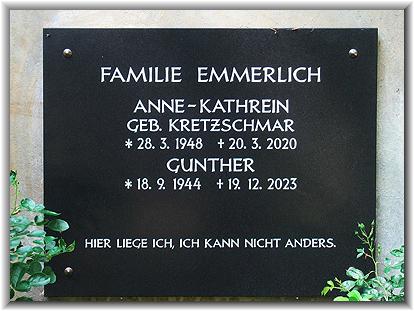 FAMILIE EMMERLICH
ANNE-KATHREIN
GEB. KRETZSCHMAR
* 28. 3. 1948 † 20. 3. 2020
GUNTHER
* 18. 9. 1944 † 19. 12. 2023
HIER LIEGE ICH, ICH KANN NICHT ANDERS.